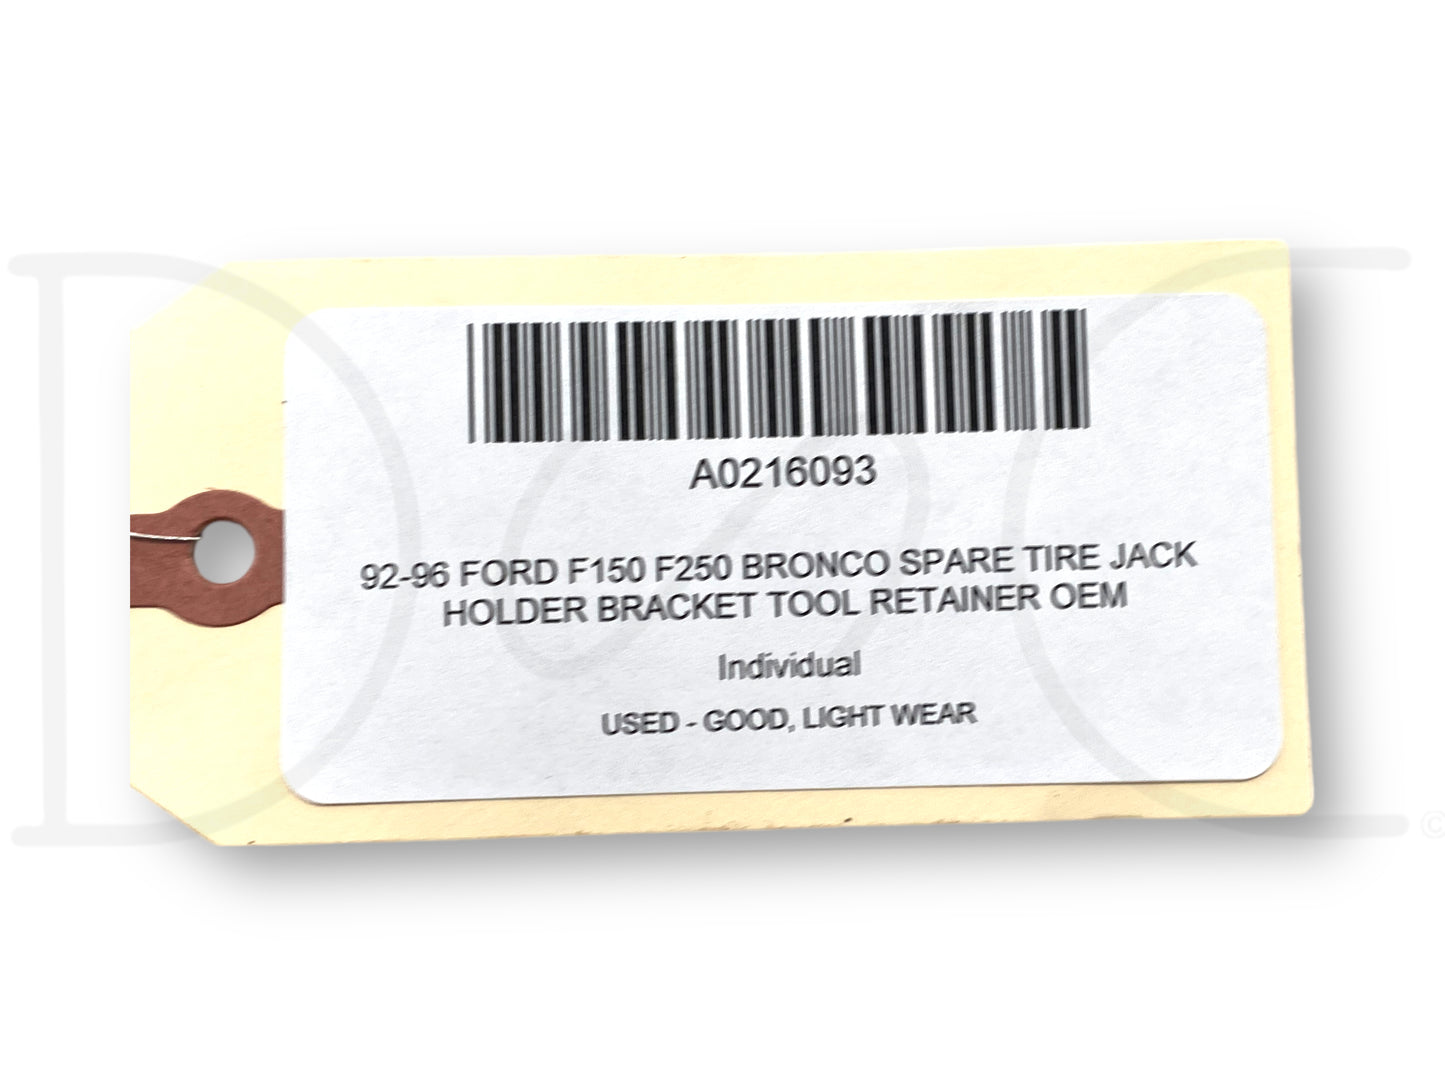 A0216093
92-96 FORD F150 F250 BRONCO SPARE TIRE JACK
HOLDER BRACKET TOOL RETAINER OEM
Individual
USED - GOOD, LIGHT WEAR
©